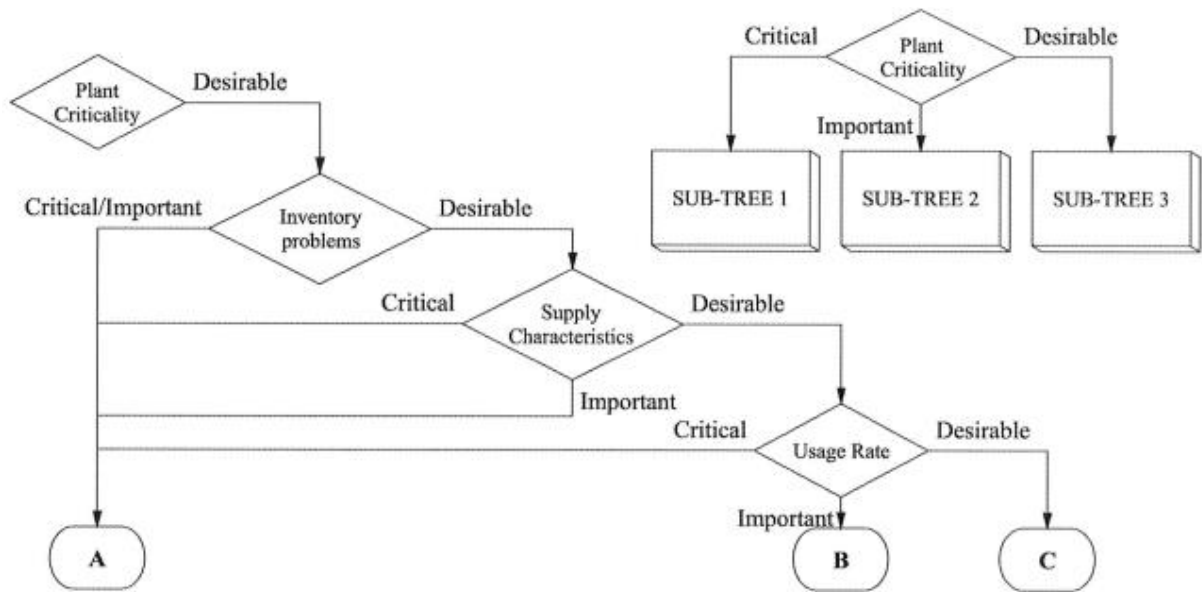 Plant
Criticality
Desirable
Critical/Important
Inventory
problems
Desirable
Critical
Supply
Characteristics
Desirable
Important
Critical
Usage Rate
Desirable
Important
A
B
C
Critical
Plant
Criticality
Desirable
Important
SUB-TREE 1
SUB-TREE 2
SUB-TREE 3